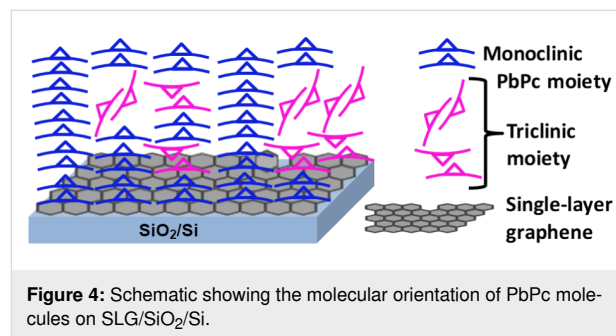 Monoclinic
PbPc moiety
Triclinic
moiety
Single-layer
graphene
SiO₂/Si
Figure 4: Schematic showing the molecular orientation of PbPc mole-
cules on SLG/SiO₂/Si.